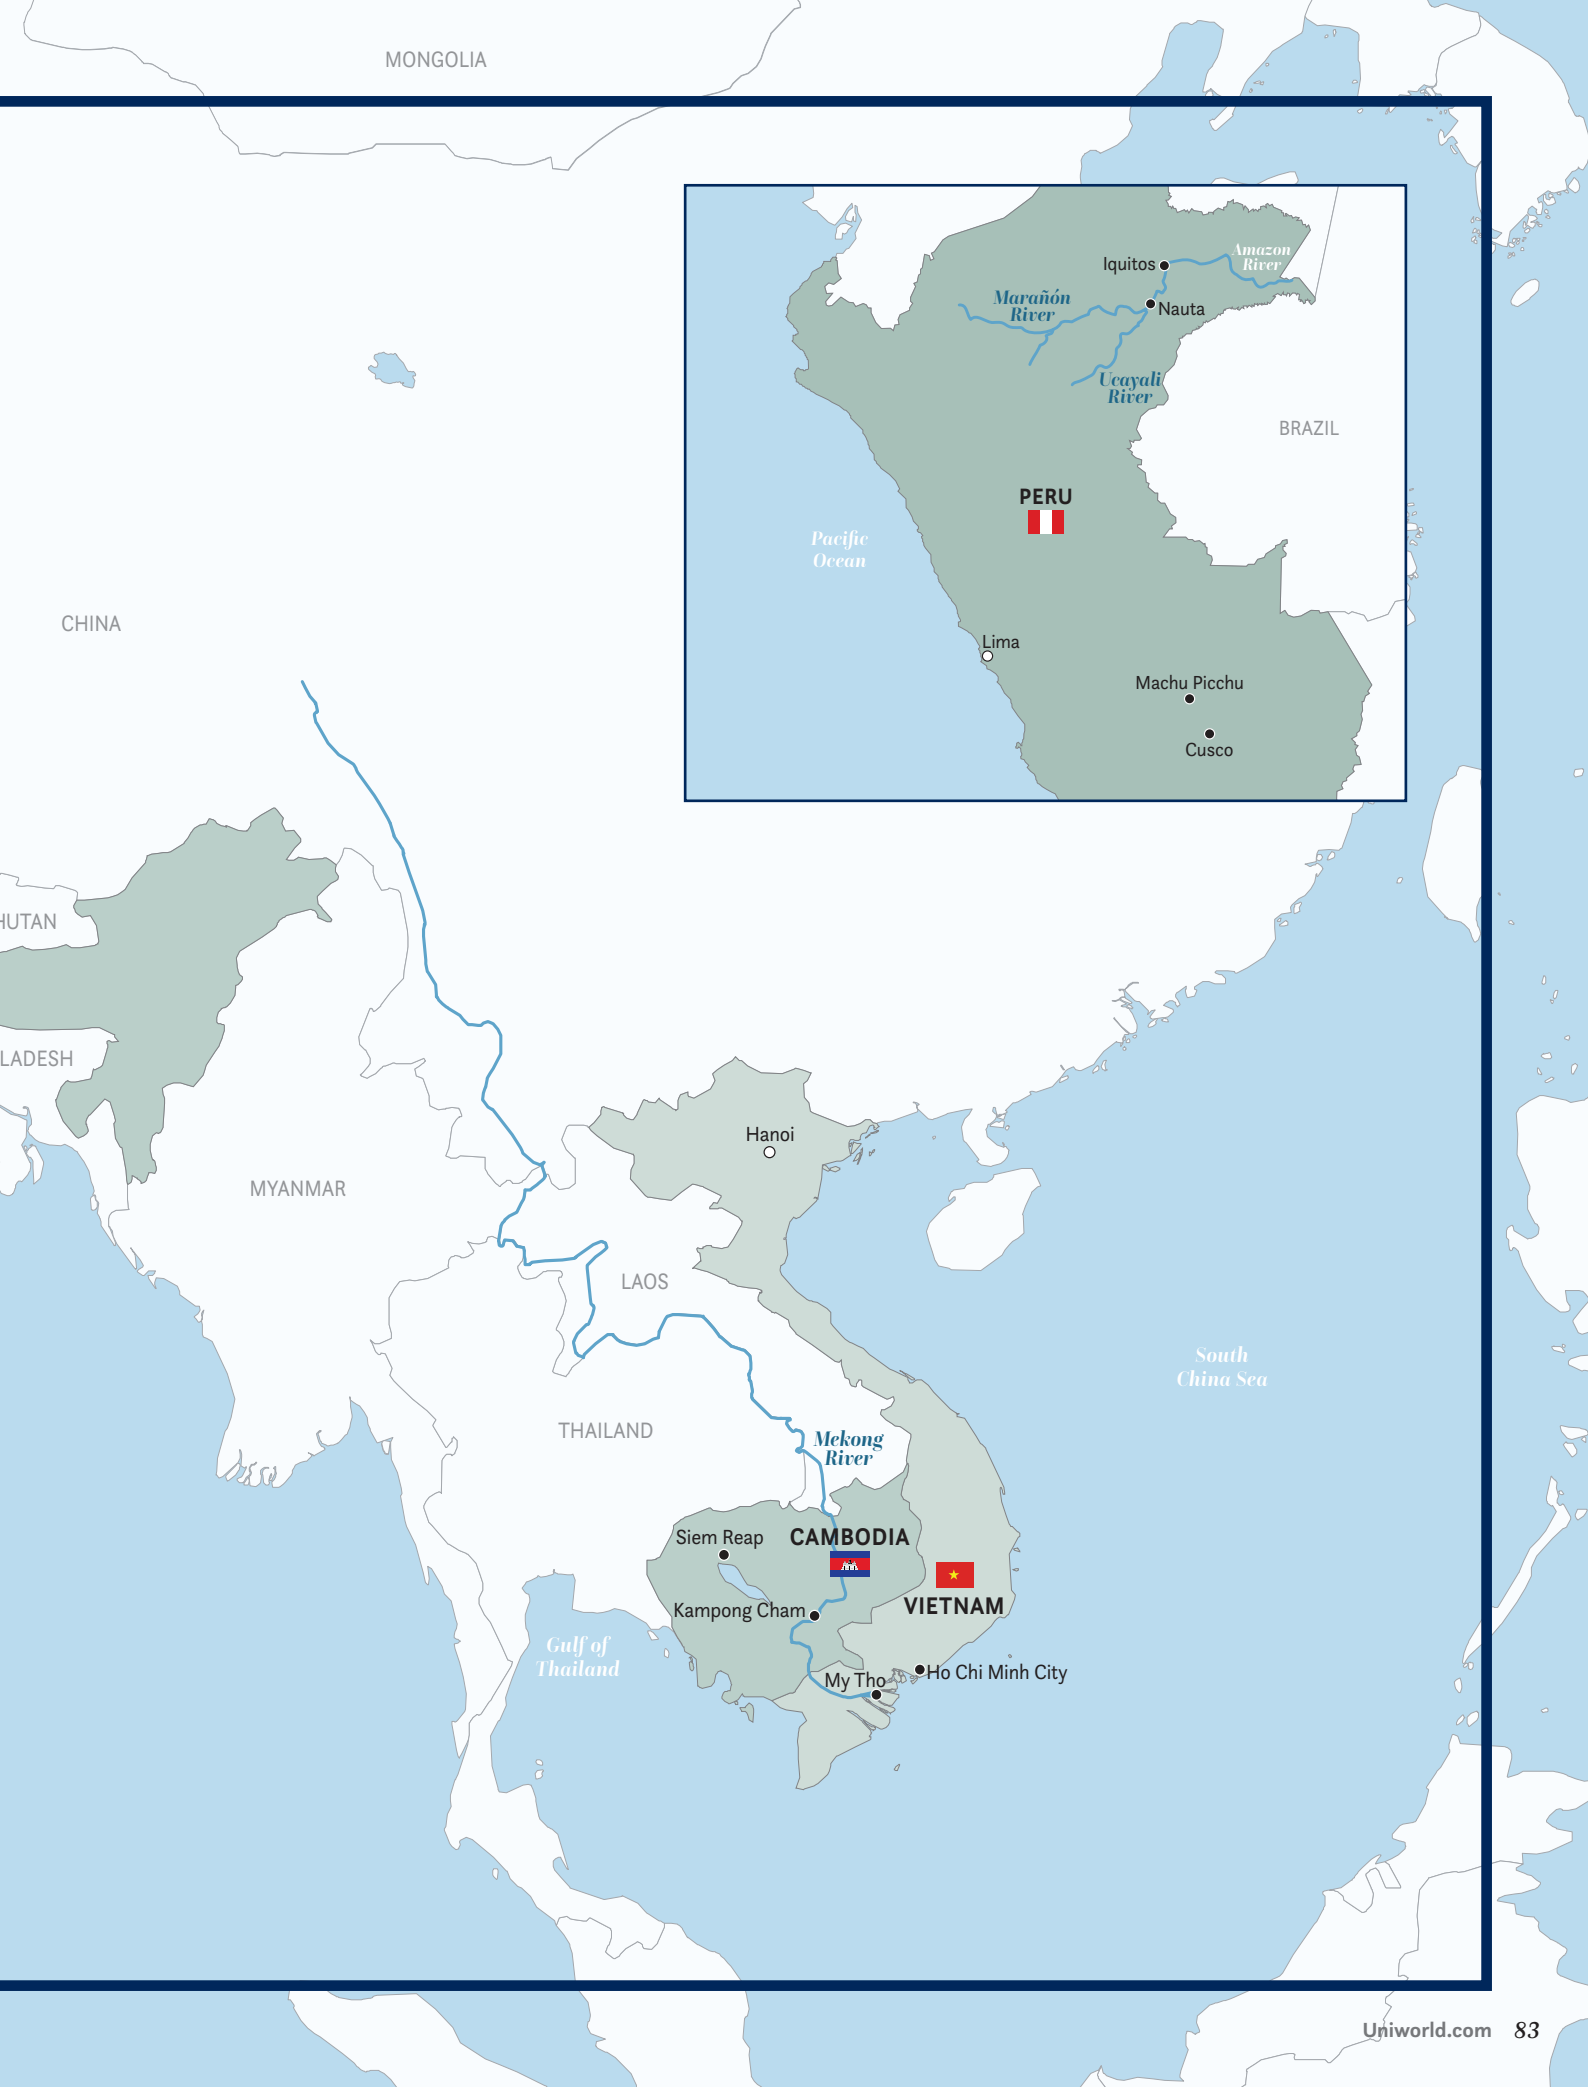 MONGOLIA
Amazon
River
Iquitos
Marañón
River
Nauta
Ucayali
River
BRAZIL
PERU
Pacific
Ocean
CHINA
Lima
Machu Picchu
Cusco
HUTAN
LADESH
Hanoi
MYANMAR
LAOS
South
China Sea
THAILAND
Mekong
River
Siem Reap
CAMBODIA
Kampong Cham
VIETNAM
Gulf of
Thailand
Ho Chi Minh City
My Tho
Uniworld.com 83